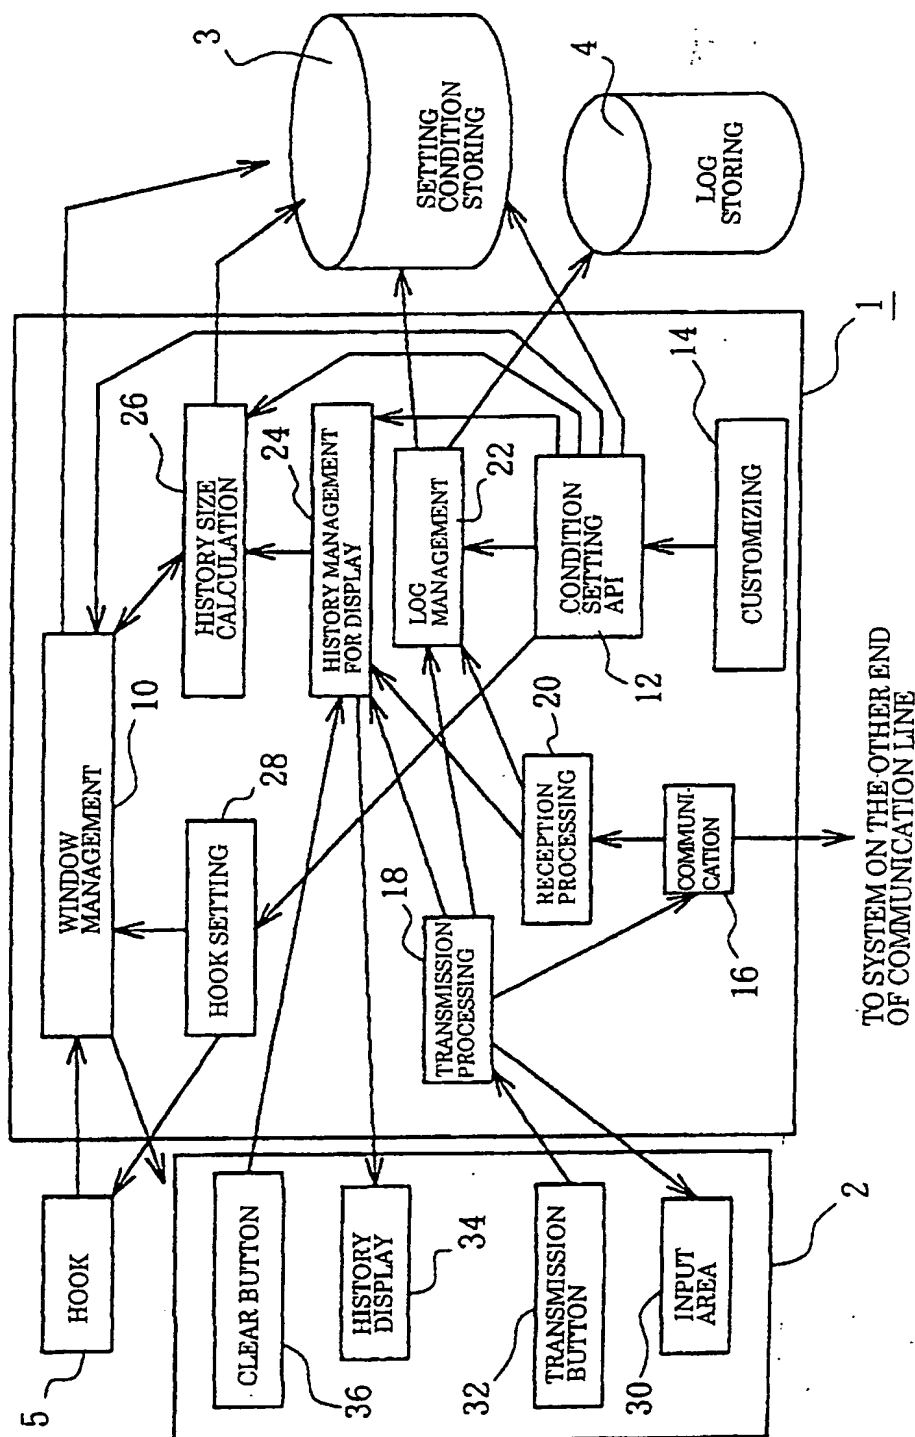 5
HOOK
WINDOW
MANAGEMENT
10
3
SETTING
CONDITION
STORING
HOOK SETTING
28
HISTORY SIZE
CALCULATION
26
CLEAR BUTTON
36
HISTORY
DISPLAY
34
HISTORY MANAGEMENT
FOR DISPLAY
24
LOG
MANAGEMENT
22
4
LOG
STORING
TRANSMISSION
PROCESSING
18
TRANSMISSION
BUTTON
32
RECEPTION
PROCESSING
20
CONDITION
SETTING
API
12
INPUT
AREA
30
COMMUNI-
CATION
16
CUSTOMIZING
14
2
1
TO SYSTEM ON THE OTHER END
OF COMMUNICATION LINE